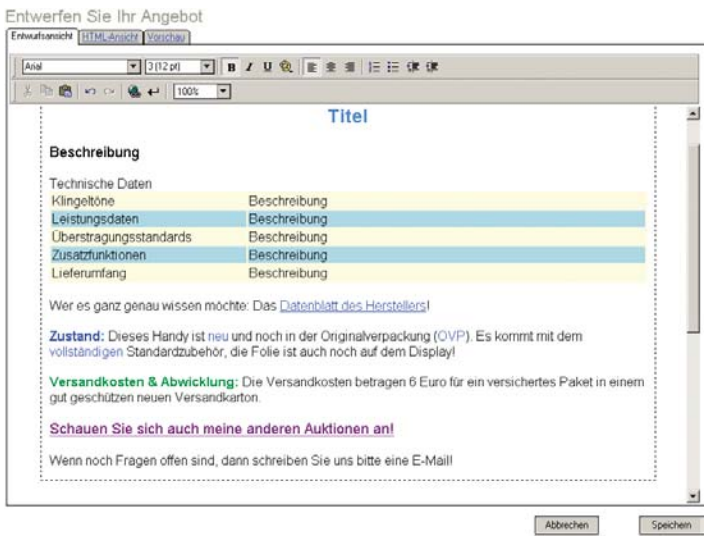 Entwerfen Sie Ihr Angebot
Entwurfsansicht HTML-Ansicht Vorschau
Arial 3 (12 pt) B I U
100%
Titel
Beschreibung
Technische Daten
Klingeltöne Beschreibung
Leistungsdaten Beschreibung
Überstragungsstandards Beschreibung
Zusatzfunktionen Beschreibung
Lieferumfang Beschreibung
Wer es ganz genau wissen möchte: Das Datenblatt des Herstellers!
Zustand: Dieses Handy ist neu und noch in der Originalverpackung (OVP). Es kommt mit dem
vollständigen Standardzubehör, die Folie ist auch noch auf dem Display!
Versandkosten & Abwicklung: Die Versandkosten betragen 6 Euro für ein versichertes Paket in einem
gut geschützen neuen Versandkarton.
Schauen Sie sich auch meine anderen Auktionen an!
Wenn noch Fragen offen sind, dann schreiben Sie uns bitte eine E-Mail!
Abbrechen Speichern